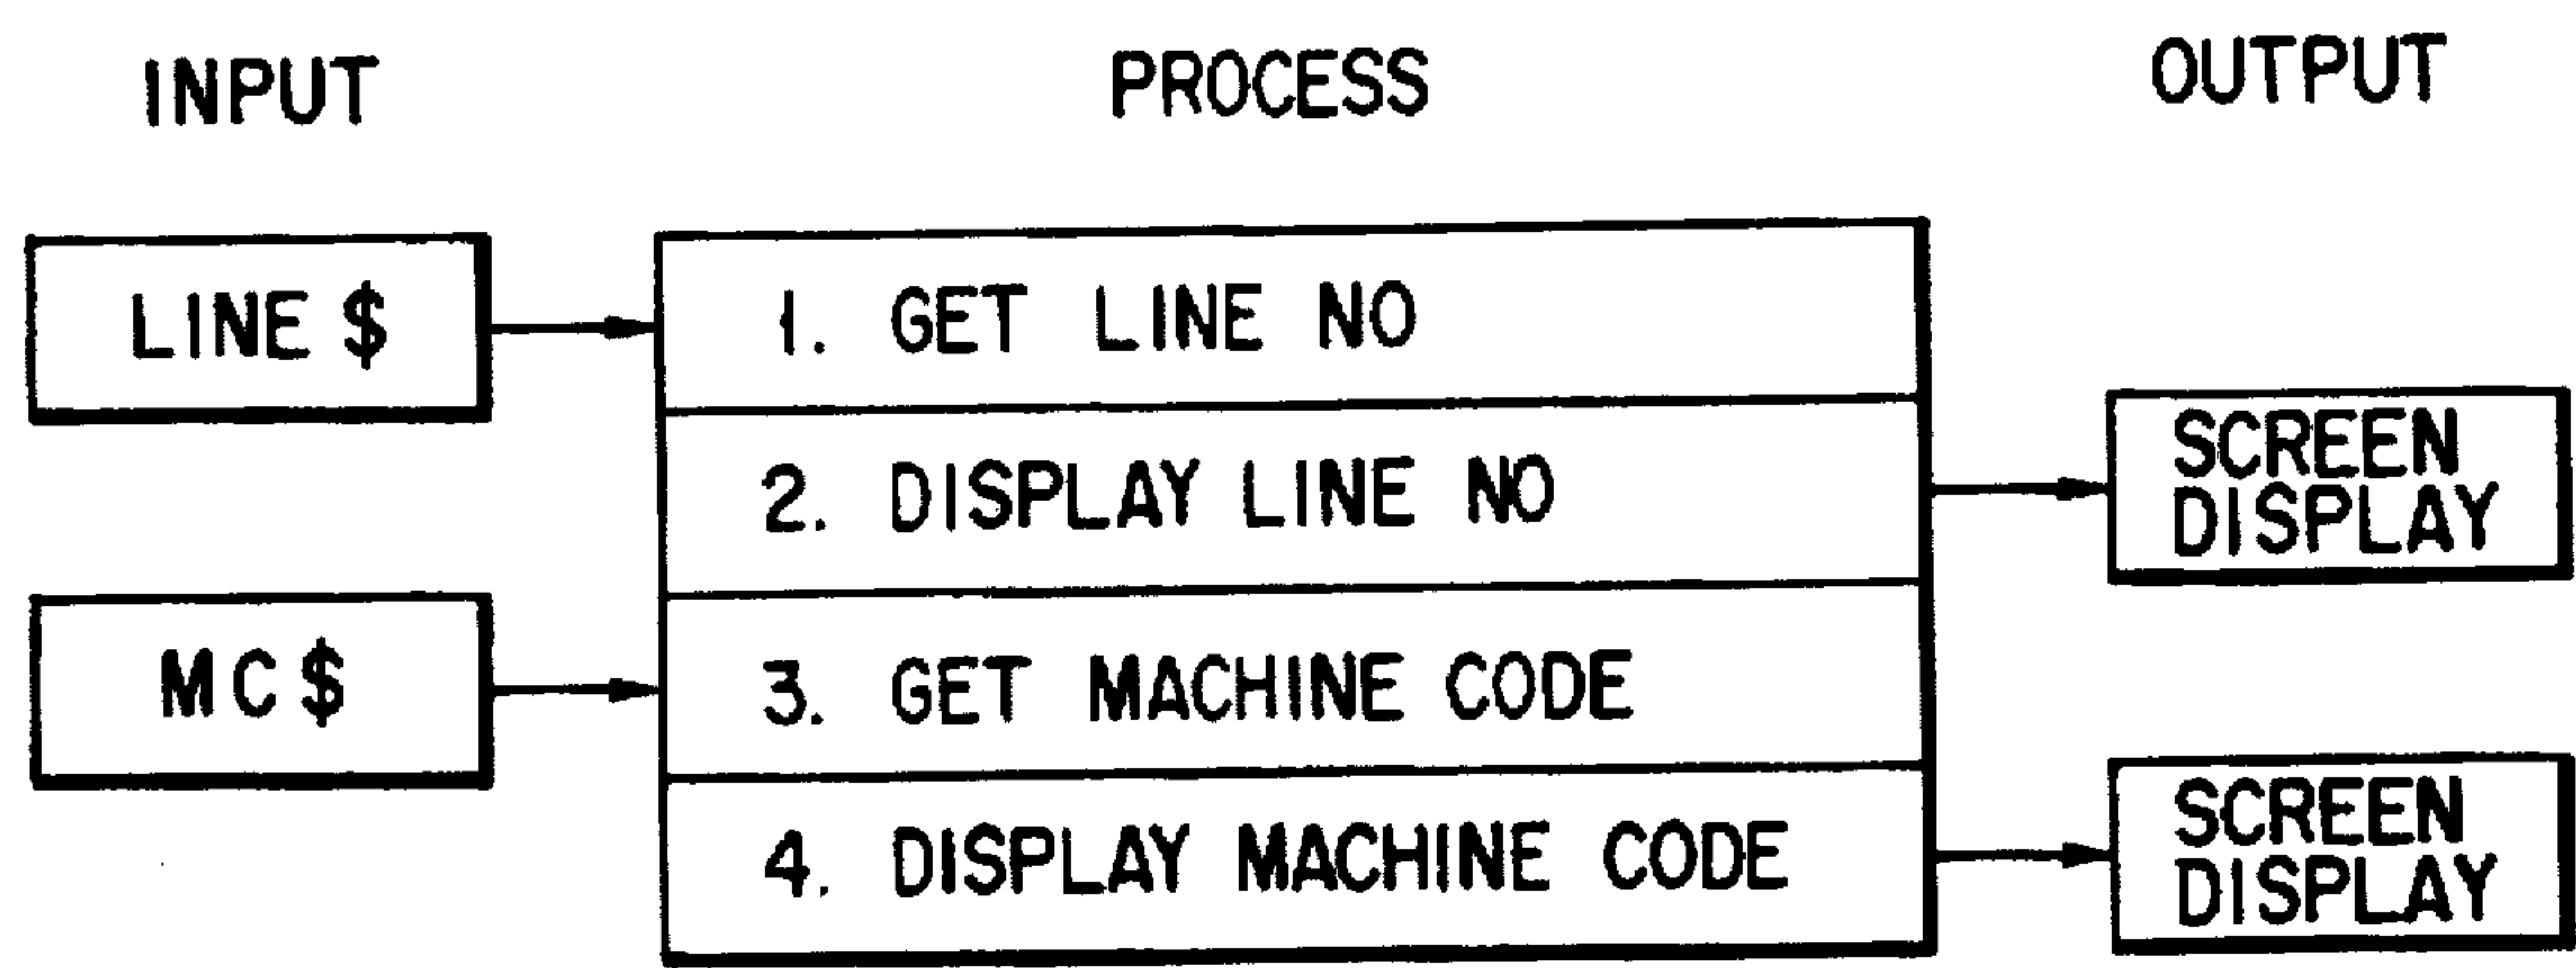 INPUT
PROCESS
OUTPUT
LINE $
1. GET LINE NO
2. DISPLAY LINE NO
SCREEN
DISPLAY
MC$
3. GET MACHINE CODE
4. DISPLAY MACHINE CODE
SCREEN
DISPLAY